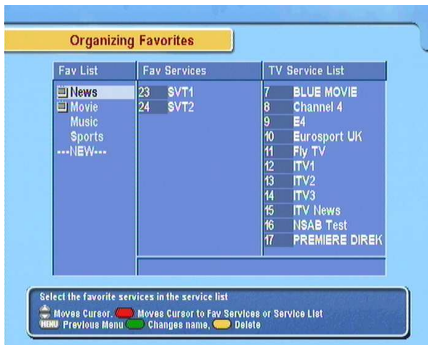 Organizing Favorites
Fav List
Fav Services
TV Service List
News
Movie
Music
Sports
---NEW---
23 SVT1
24 SVT2
7 BLUE MOVIE
8 Channel 4
9 E4
10 Eurosport UK
11 Fly TV
12 ITV1
13 ITV2
14 ITV3
15 ITV News
16 NSAB Test
17 PREMIERE DIREK
Select the favorite services in the service list
Moves Cursor, Moves Cursor to Fav Services or Service List
MENU Previous Menu Changes name, Delete